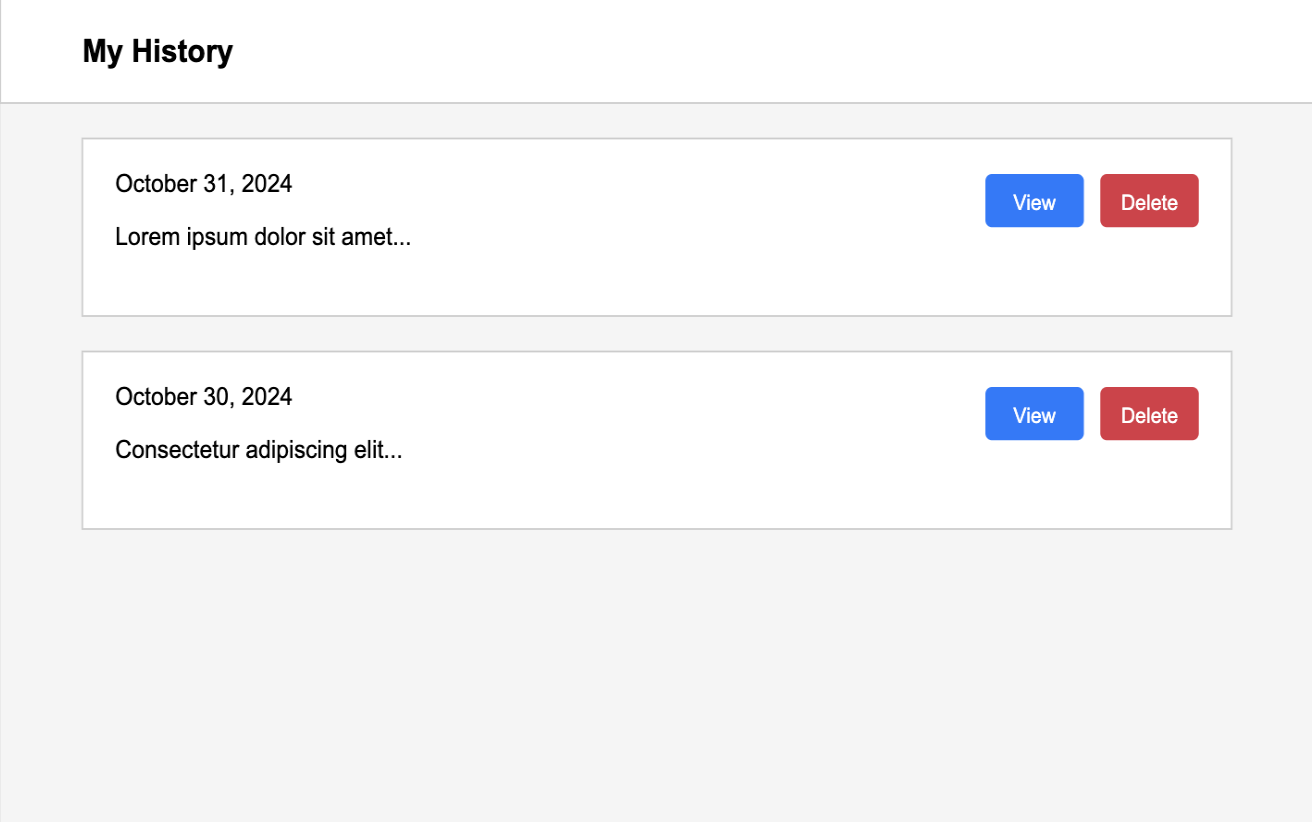 My History
October 31, 2024
View
Delete
Lorem ipsum dolor sit amet...
October 30, 2024
View
Delete
Consectetur adipiscing elit...